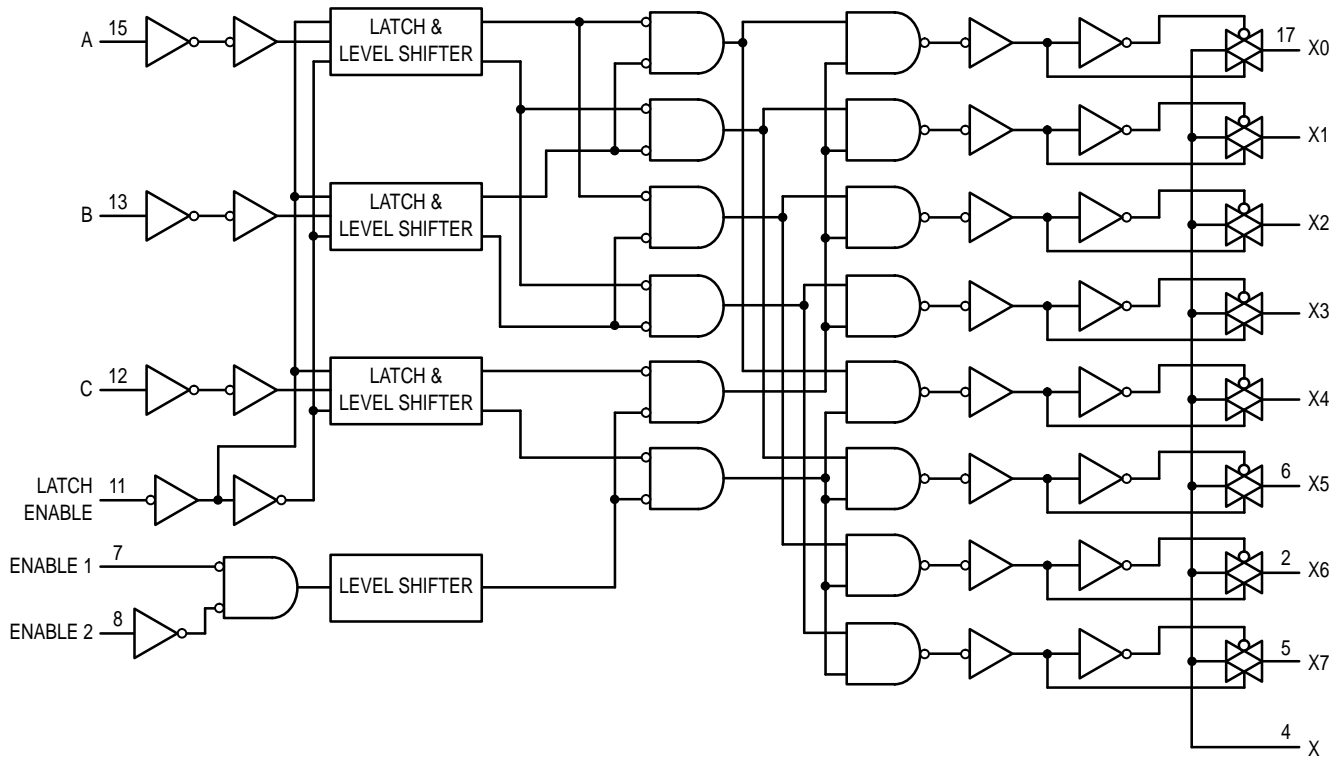 A 15
LATCH &
LEVEL SHIFTER
17 X0
X1
B 13
LATCH &
LEVEL SHIFTER
X2
X3
C 12
LATCH &
LEVEL SHIFTER
X4
LATCH 11
ENABLE
6 X5
ENABLE 1 7
LEVEL SHIFTER
2 X6
ENABLE 2 8
5 X7
4 X